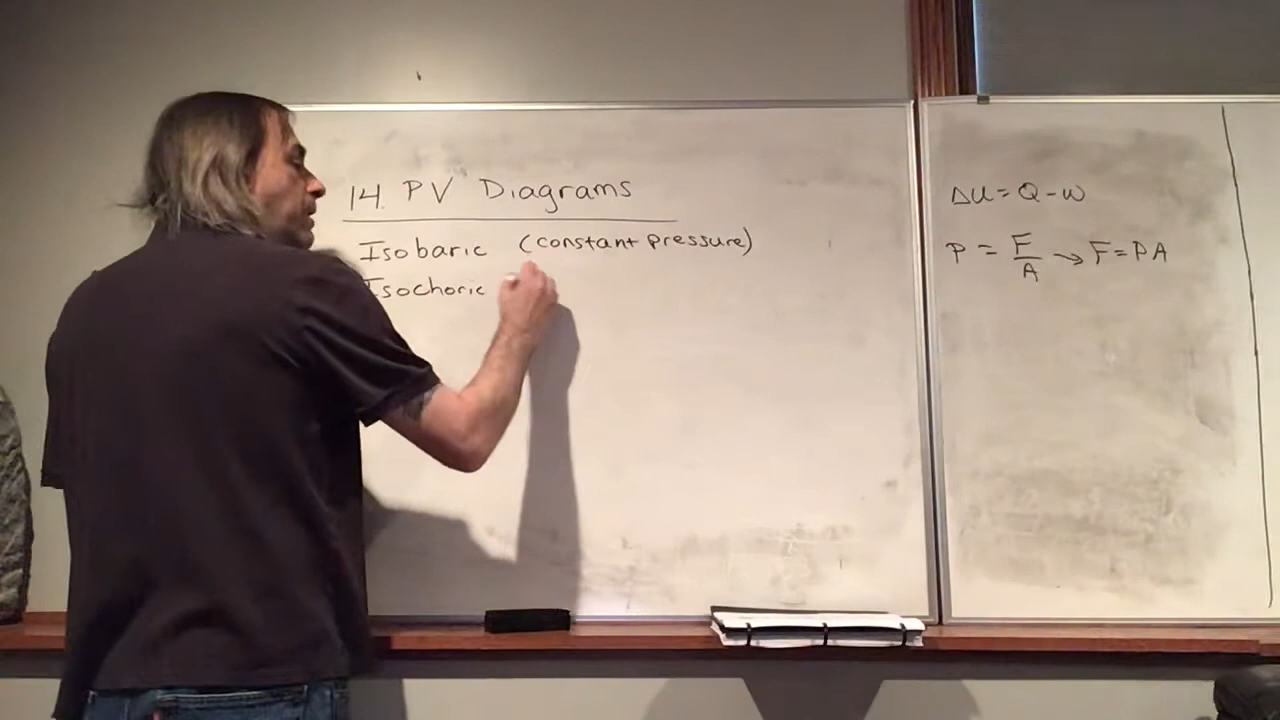 14. PV Diagrams
Isobaric (constant pressure)
Isochoric
ΔU = Q - W
P = F/A → F = PA